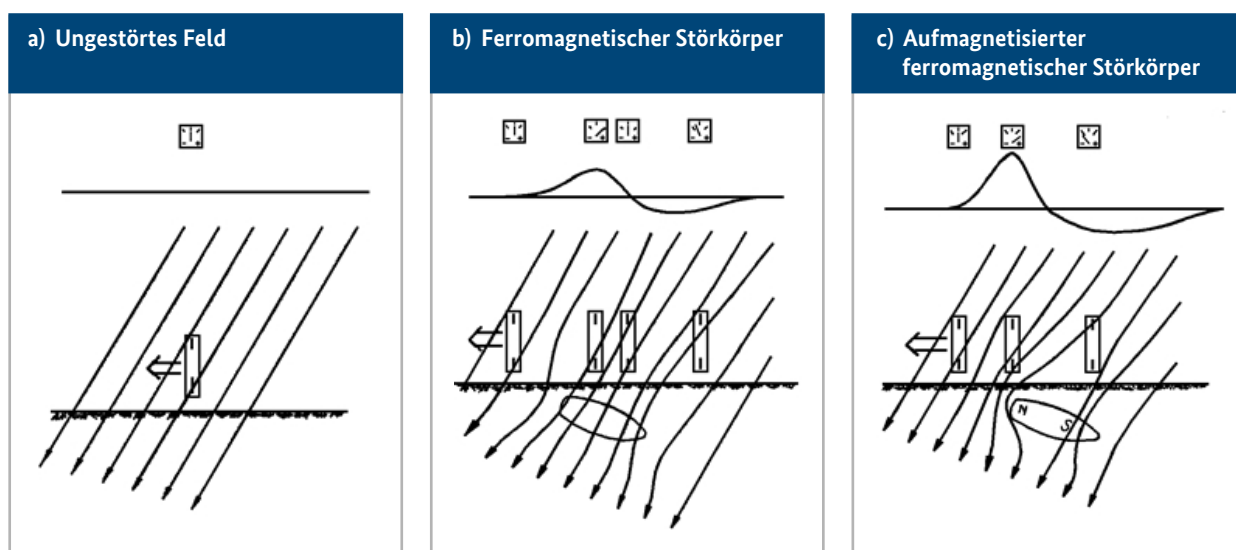 a) Ungestörtes Feld
b) Ferromagnetischer Störkörper
c) Aufmagnetisierter
ferromagnetischer Störkörper
N
S